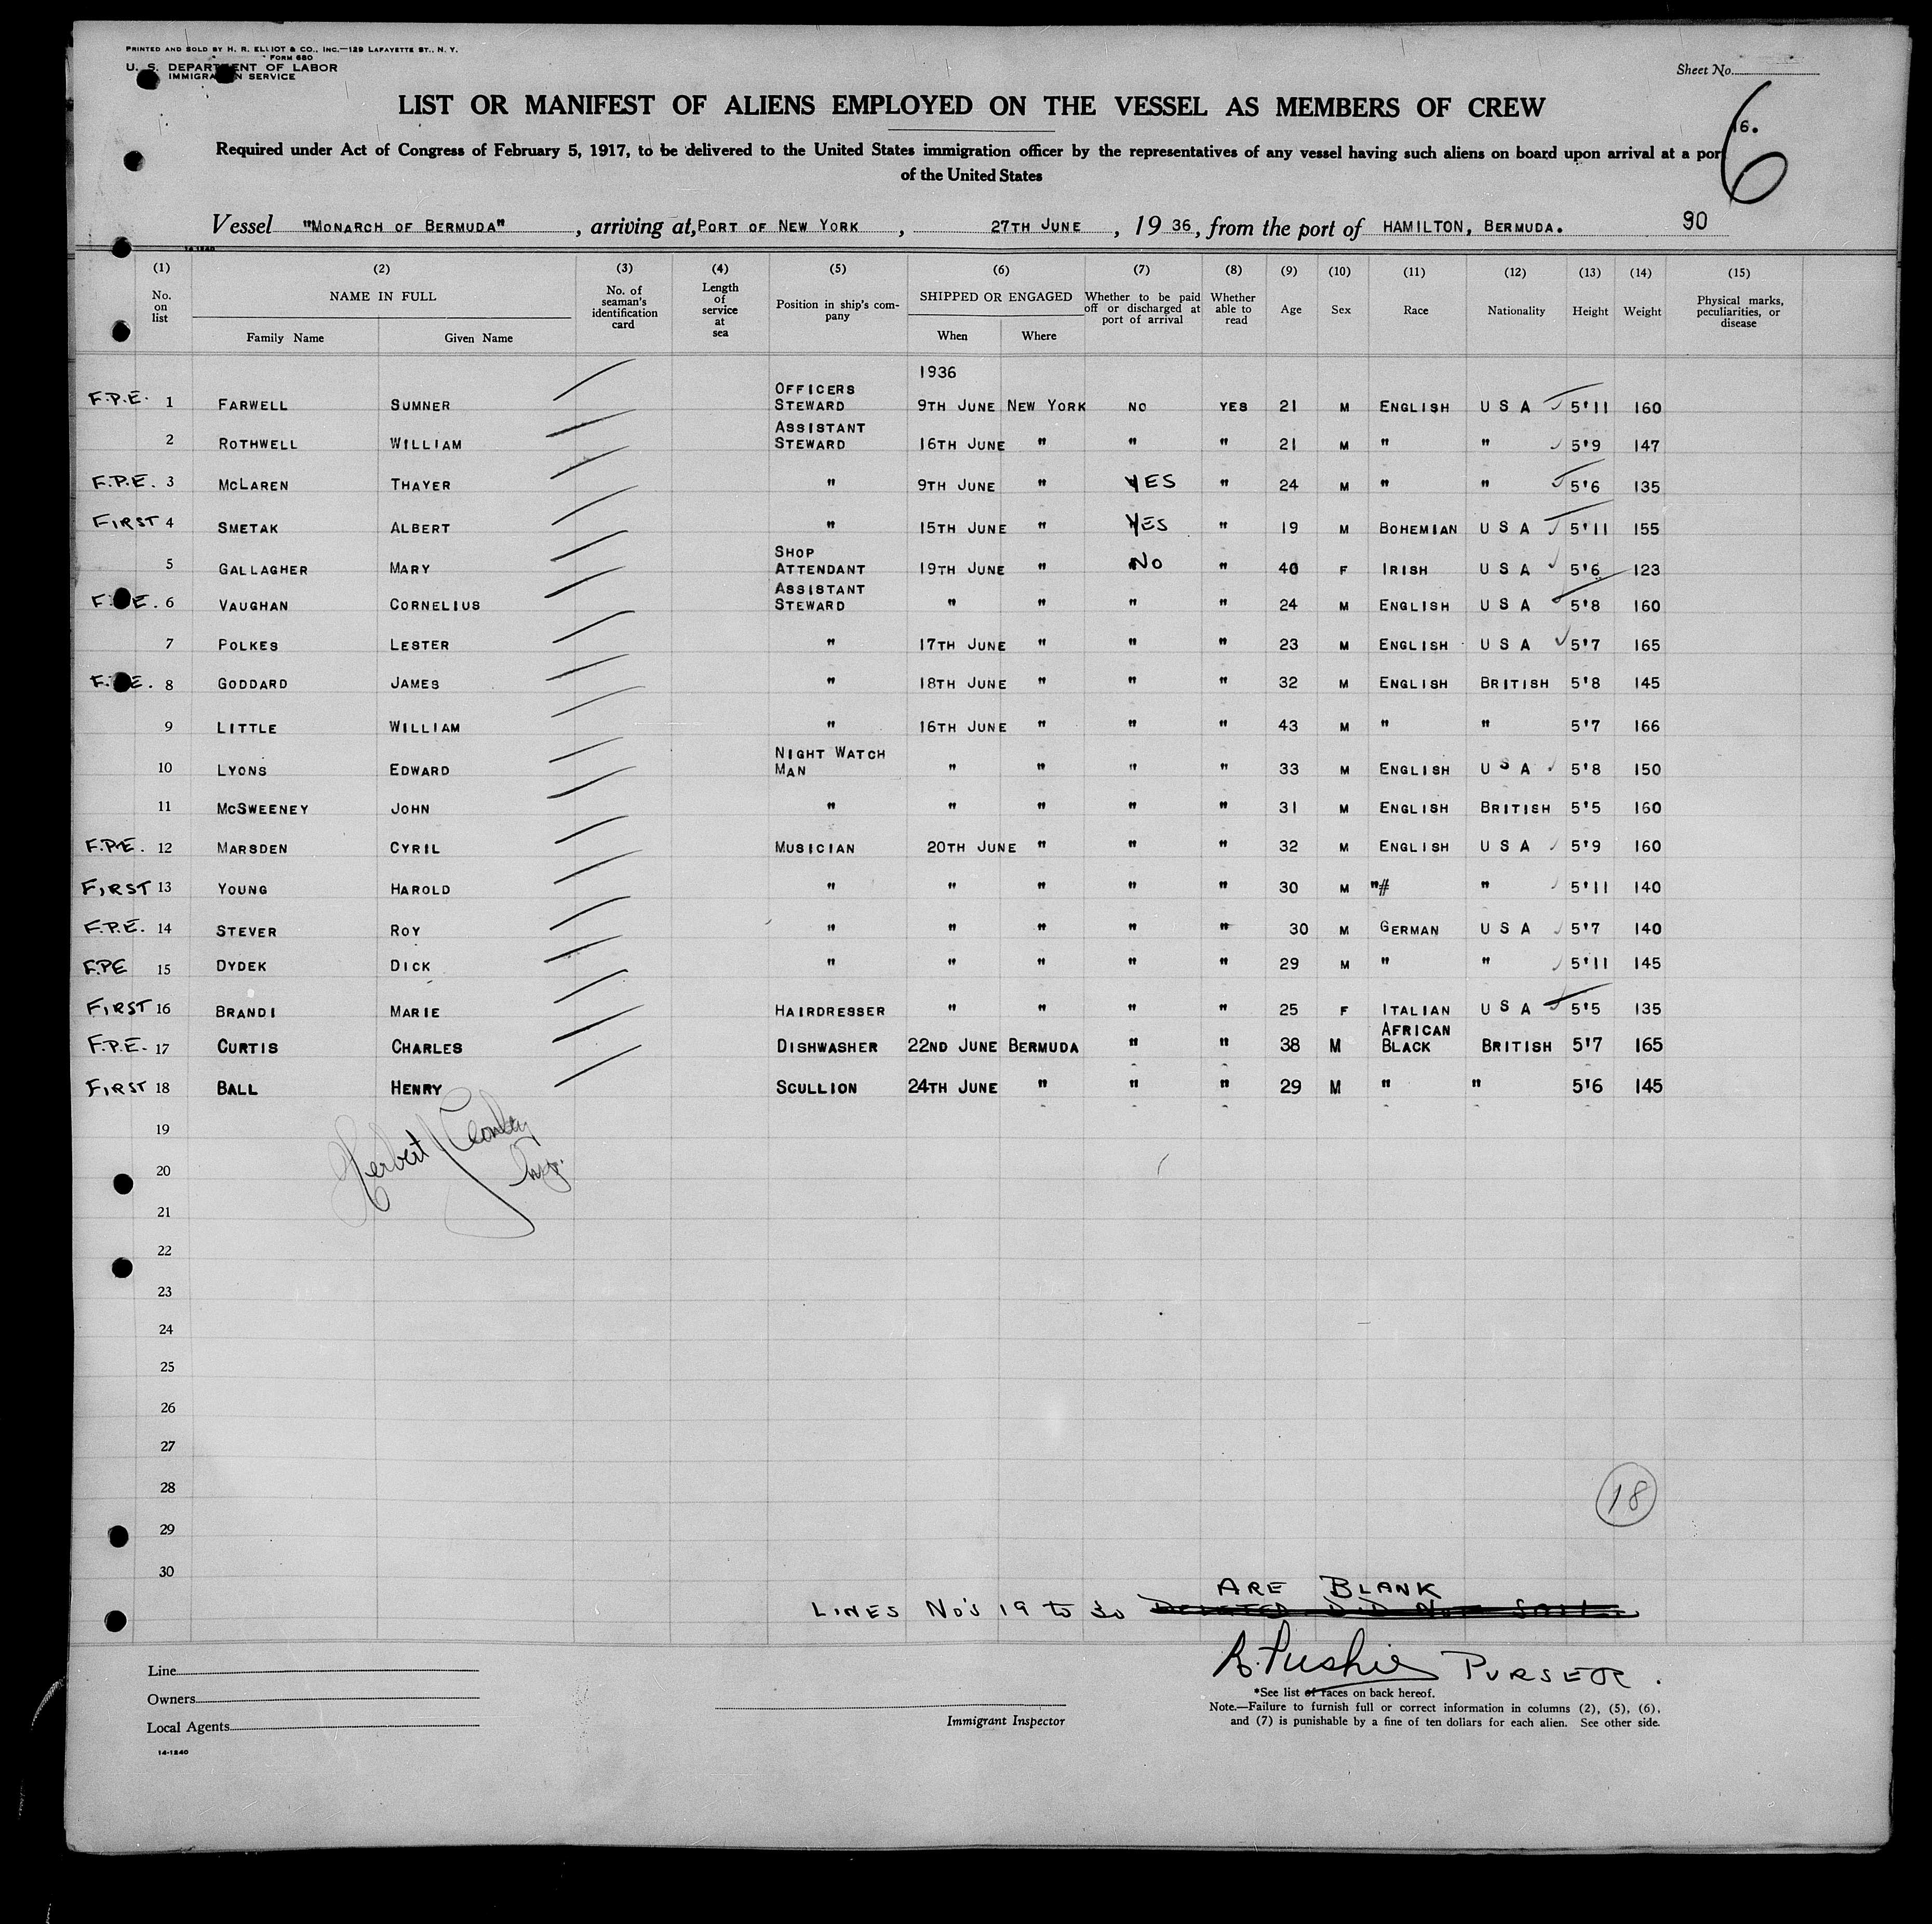 PRINTED AND SOLD BY H. R. ELLIOT & CO., INC.—129 LAFAYETTE ST., N. Y.
FORM 680
U. S. DEPARTMENT OF LABOR
IMMIGRATION SERVICE
Sheet No.
LIST OR MANIFEST OF ALIENS EMPLOYED ON THE VESSEL AS MEMBERS OF CREW
16.
6
Required under Act of Congress of February 5, 1917, to be delivered to the United States immigration officer by the representatives of any vessel having such aliens on board upon arrival at a port
of the United States
Vessel "MONARCH OF BERMUDA", arriving at, PORT OF NEW YORK, 27TH JUNE, 19 36, from the port of HAMILTON, BERMUDA. 90
14-1240
(1) (2) (3) (4) (5) (6) (7) (8) (9) (10) (11) (12) (13) (14) (15)
No. on list NAME IN FULL Family Name Given Name No. of seaman's identification card Length of service at sea Position in ship's company SHIPPED OR ENGAGED When Where Whether to be paid off or discharged at port of arrival Whether able to read Age Sex Race Nationality Height Weight Physical marks, peculiarities, or disease
1936
F.P.E. 1 FARWELL SUMNER OFFICERS STEWARD 9TH JUNE NEW YORK NO YES 21 M ENGLISH U S A 5'11 160
2 ROTHWELL WILLIAM ASSISTANT STEWARD 16TH JUNE " " " 21 M " " 5'9 147
F.P.E. 3 MCLAREN THAYER " 9TH JUNE " YES " 24 M " " 5'6 135
FIRST 4 SMETAK ALBERT " 15TH JUNE " YES " 19 M BOHEMIAN U S A 5'11 155
5 GALLAGHER MARY SHOP ATTENDANT 19TH JUNE " NO " 40 F IRISH U S A 5'6 123
F.P.E. 6 VAUGHAN CORNELIUS ASSISTANT STEWARD " " " " 24 M ENGLISH U S A 5'8 160
7 POLKES LESTER " 17TH JUNE " " " 23 M ENGLISH U S A 5'7 165
F.P.E. 8 GODDARD JAMES " 18TH JUNE " " " 32 M ENGLISH BRITISH 5'8 145
9 LITTLE WILLIAM " 16TH JUNE " " " 43 M " " 5'7 166
10 LYONS EDWARD NIGHT WATCH MAN " " " " 33 M ENGLISH U S A 5'8 150
11 MCSWEENEY JOHN " " " " " 31 M ENGLISH BRITISH 5'5 160
F.P.E. 12 MARSDEN CYRIL MUSICIAN 20TH JUNE " " " 32 M ENGLISH U S A 5'9 160
FIRST 13 YOUNG HAROLD " " " " " 30 M "# " 5'11 140
F.P.E. 14 STEVER ROY " " " " " 30 M GERMAN U S A 5'7 140
F.P.E 15 DYDEK DICK " " " " " 29 M " " 5'11 145
FIRST 16 BRANDI MARIE HAIRDRESSER " " " " 25 F ITALIAN U S A 5'5 135
F.P.E. 17 CURTIS CHARLES DISHWASHER 22ND JUNE BERMUDA " " 38 M AFRICAN BLACK BRITISH 5'7 165
FIRST 18 BALL HENRY SCULLION 24TH JUNE " " " 29 M " " 5'6 145
19
Herbert
20
21
22
23
24
25
26
27
28
18
29
30
ARE BLANK
LINES No's 19 to 30
PURSER.
Line
Owners
Local Agents
14-1240
Immigrant Inspector
*See list of races on back hereof.
Note.—Failure to furnish full or correct information in columns (2), (5), (6),
and (7) is punishable by a fine of ten dollars for each alien. See other side.